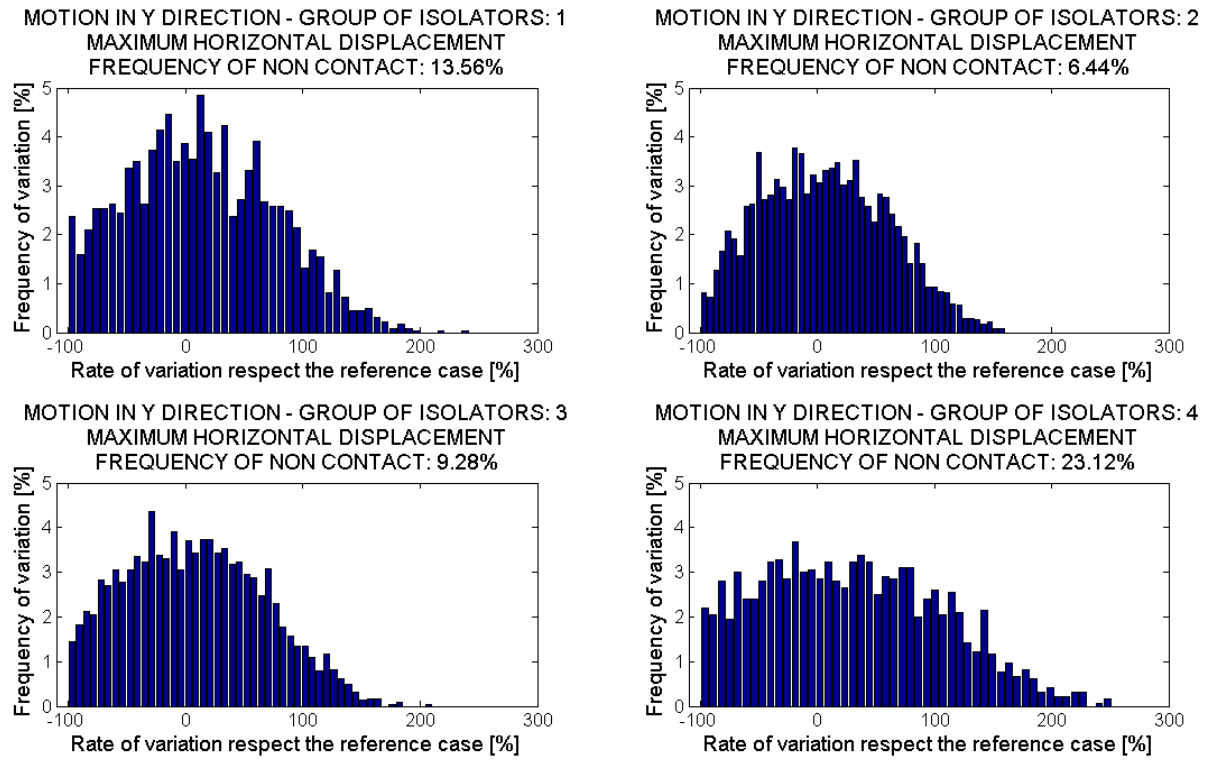 MOTION IN Y DIRECTION - GROUP OF ISOLATORS: 1
MAXIMUM HORIZONTAL DISPLACEMENT
FREQUENCY OF NON CONTACT: 13.56%
Frequency of variation [%]
5
4
3
2
1
0
-100
0
100
200
300
Rate of variation respect the reference case [%]
MOTION IN Y DIRECTION - GROUP OF ISOLATORS: 2
MAXIMUM HORIZONTAL DISPLACEMENT
FREQUENCY OF NON CONTACT: 6.44%
Frequency of variation [%]
5
4
3
2
1
0
-100
0
100
200
300
Rate of variation respect the reference case [%]
MOTION IN Y DIRECTION - GROUP OF ISOLATORS: 3
MAXIMUM HORIZONTAL DISPLACEMENT
FREQUENCY OF NON CONTACT: 9.28%
Frequency of variation [%]
5
4
3
2
1
0
-100
0
100
200
300
Rate of variation respect the reference case [%]
MOTION IN Y DIRECTION - GROUP OF ISOLATORS: 4
MAXIMUM HORIZONTAL DISPLACEMENT
FREQUENCY OF NON CONTACT: 23.12%
Frequency of variation [%]
5
4
3
2
1
0
-100
0
100
200
300
Rate of variation respect the reference case [%]